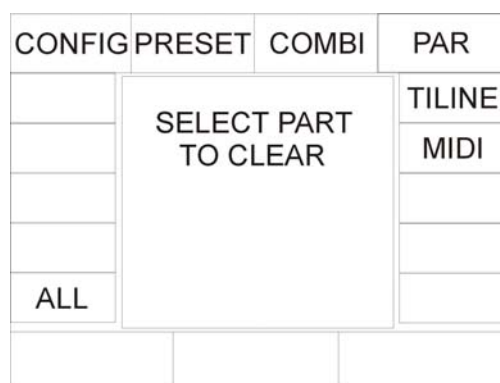 CONFIG PRESET COMBI PAR
TILINE
SELECT PART
TO CLEAR
MIDI
ALL